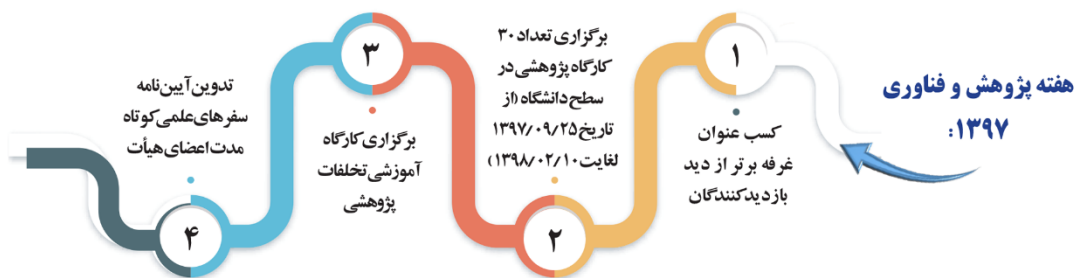 هفته پژوهش و فناوری
۱۳۹۷:
۱
کسب عنوان
غرفه برتر از دید
بازدیدکنندگان
۲
برگزاری تعداد ۳۰
کارگاه پژوهشی در
سطح دانشگاه (از
تاریخ ۱۳۹۷/۰۹/۲۵
لغایت ۱۳۹۸/۰۲/۱۰)
۳
برگزاری کارگاه
آموزشی تخلفات
پژوهشی
۴
تدوین آیین‌نامه
سفرهای علمی کوتاه
مدت اعضای هیأت